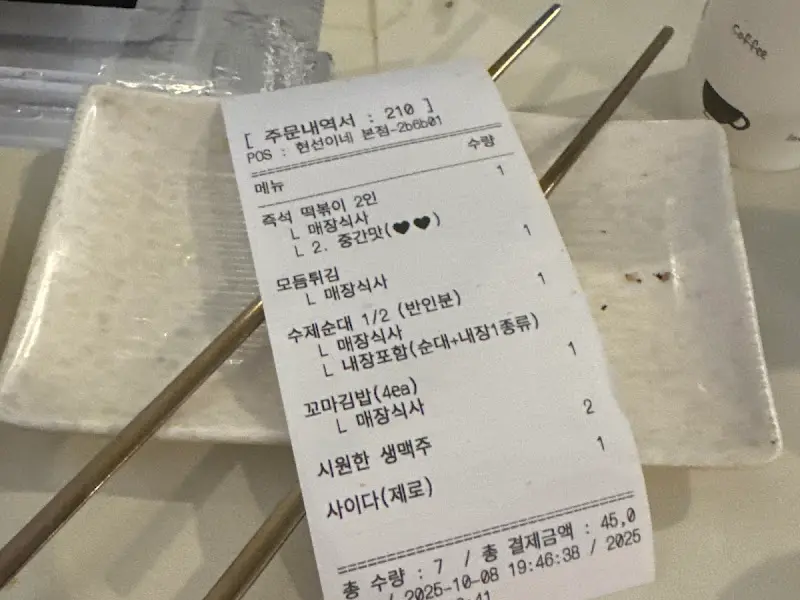 [ 주문내역서 : 210 ]
POS : 현선이네 본점-2b6b01
메뉴 수량
즉석 떡볶이 2인 1
L 매장식사
L 2. 중간맛(♥♥)
모듬튀김 1
L 매장식사
수제순대 1/2 (반인분) 1
L 매장식사
L 내장포함(순대+내장1종류)
꼬마김밥(4ea) 1
L 매장식사
시원한 생맥주 2
사이다(제로) 1
총 수량 : 7 / 총 결제금액 : 45,0
/ 2025-10-08 19:46:38 / 2025
:41
Coffee